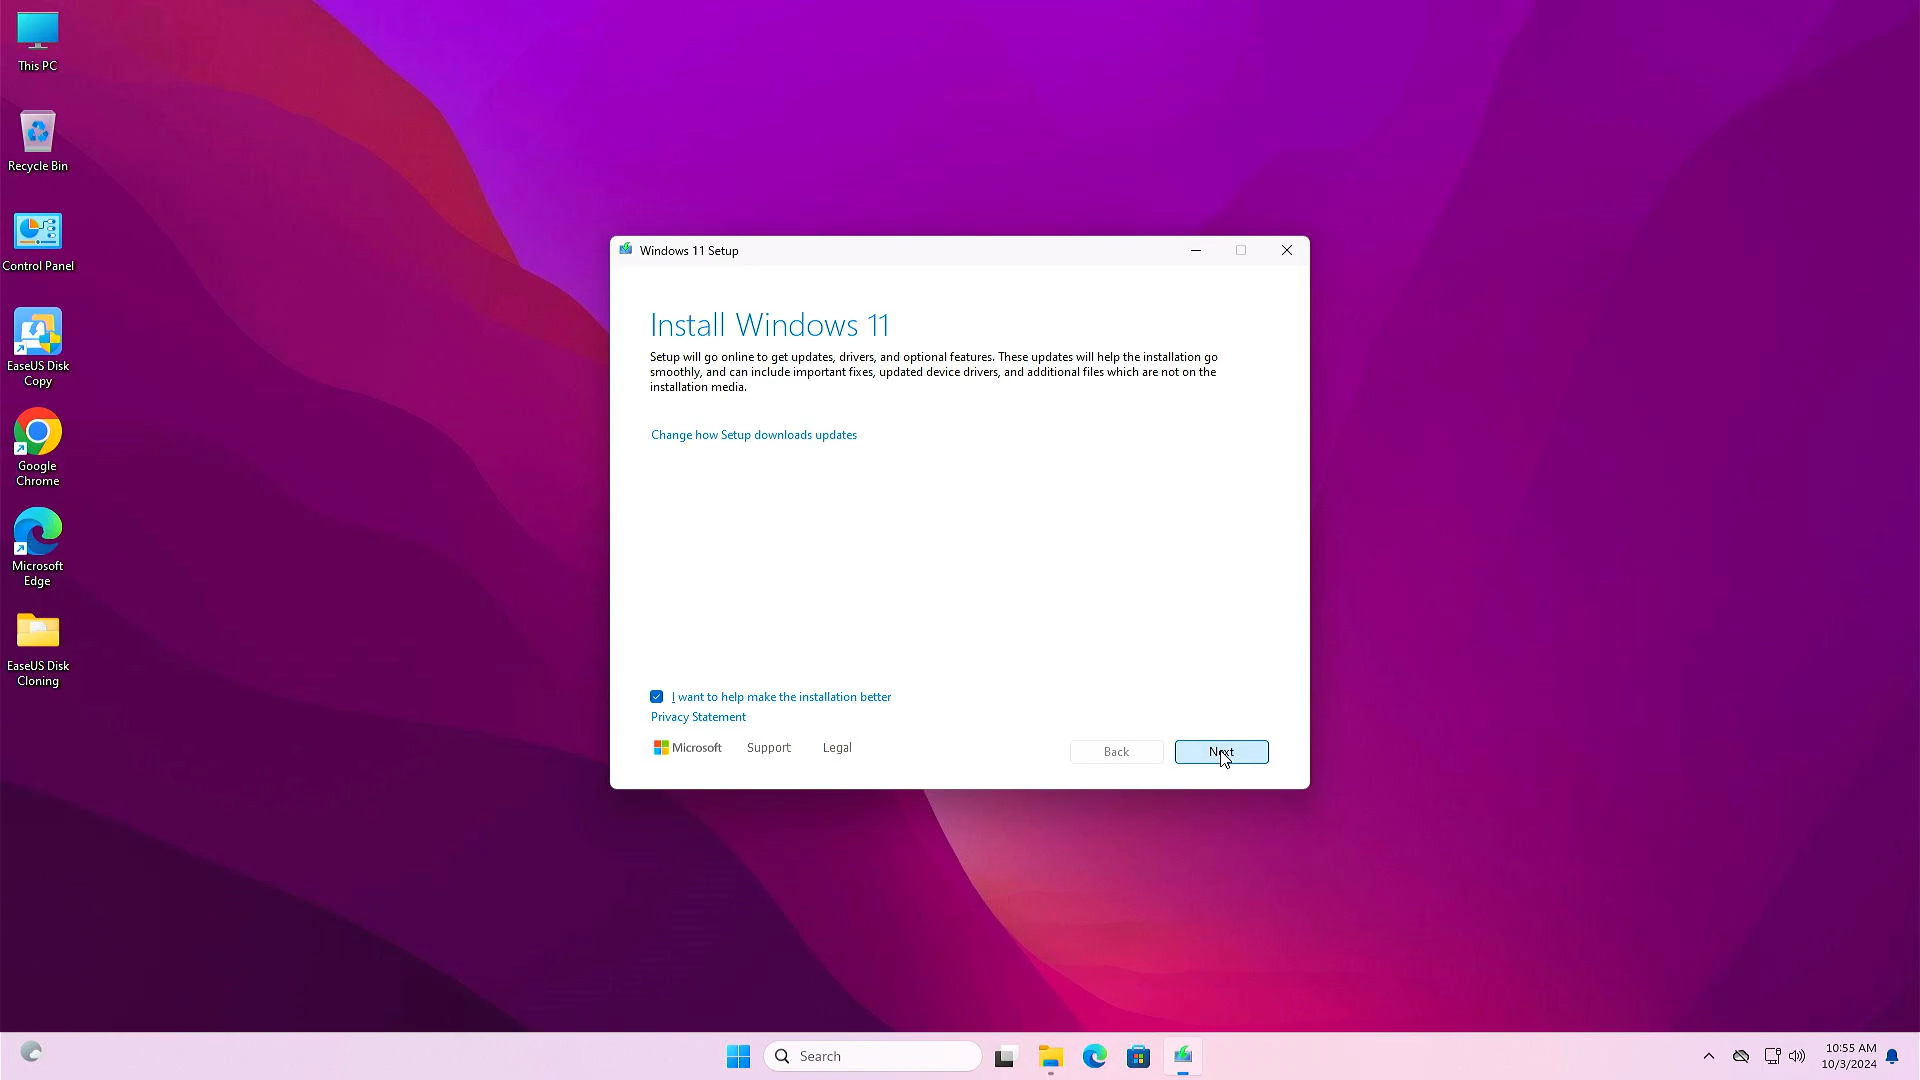 This PC
Recycle Bin
Control Panel
EaseUS Disk
Copy
Google
Chrome
Microsoft
Edge
EaseUS Disk
Cloning
Windows 11 Setup
Install Windows 11
Setup will go online to get updates, drivers, and optional features. These updates will help the installation go
smoothly, and can include important fixes, updated device drivers, and additional files which are not on the
installation media.
Change how Setup downloads updates
I want to help make the installation better
Privacy Statement
Microsoft Support Legal
Back Next
Search
10:55 AM
10/3/2024